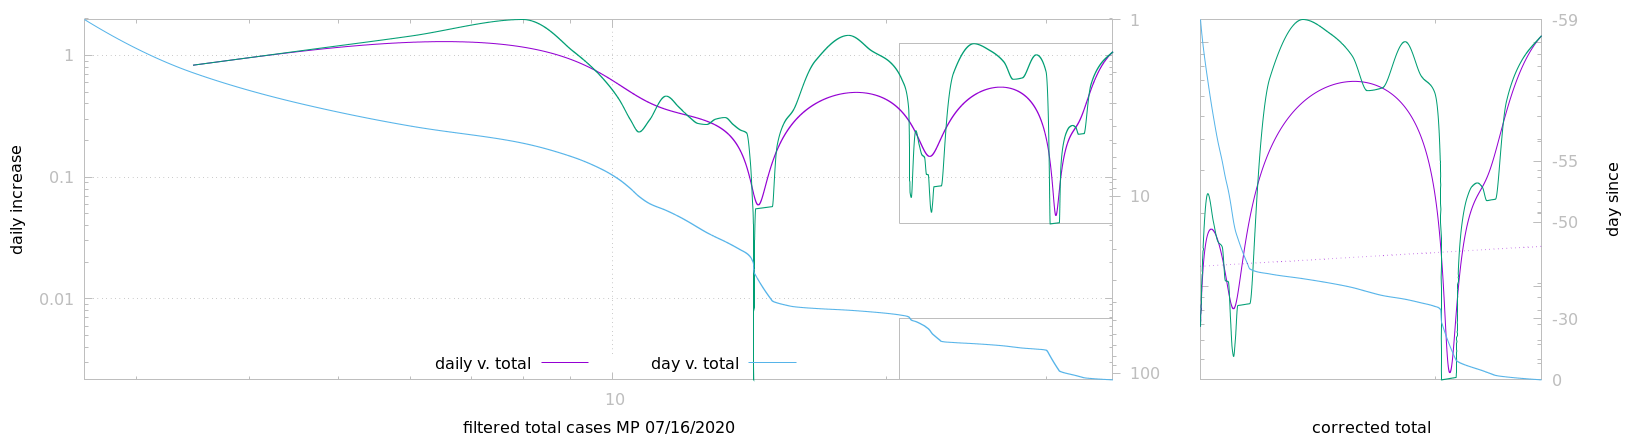 1
0.1
0.01
daily increase
daily v. total
day v. total
10
filtered total cases MP 07/16/2020
1
10
100
-59
-55
-50
-30
0
day since
corrected total